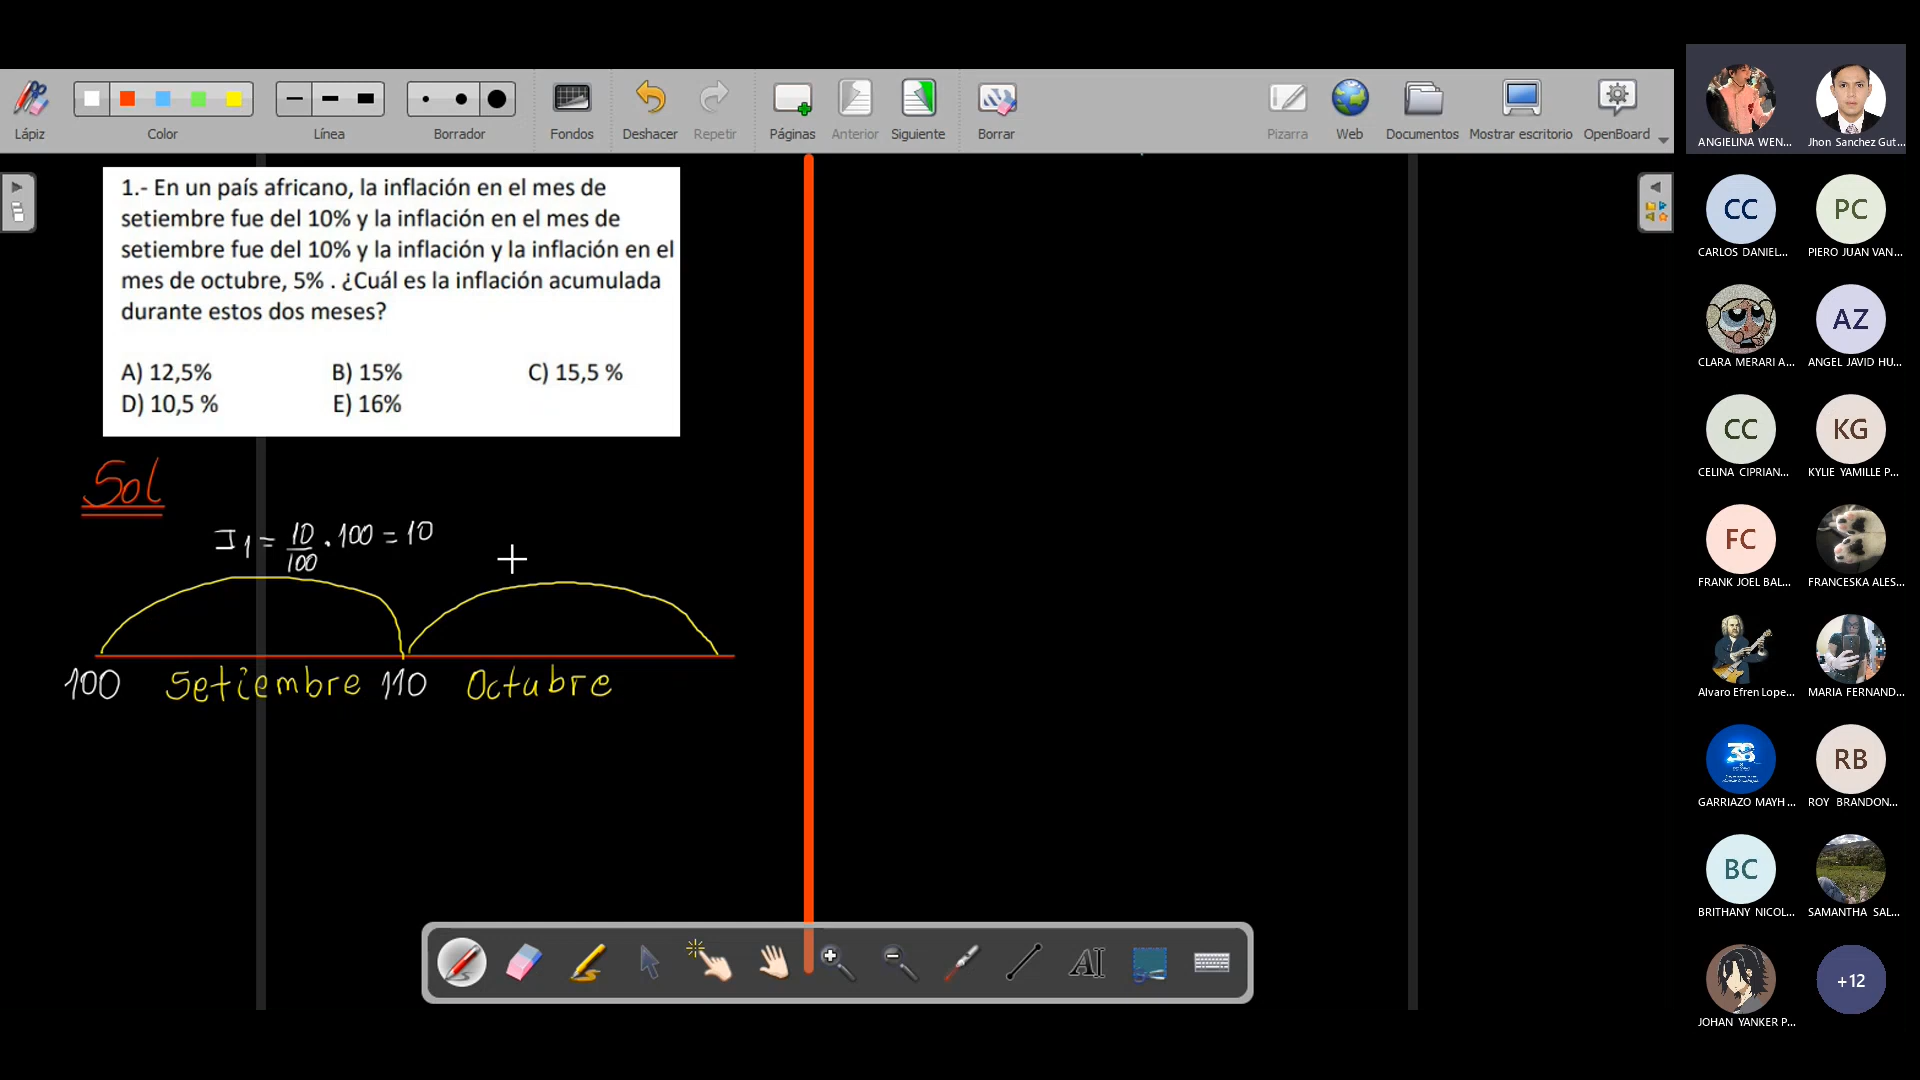 Lápiz
Color
Línea
Borrador
Fondos
Deshacer
Repetir
Páginas
Anterior
Siguiente
Borrar
Pizarra
Web
Documentos
Mostrar escritorio
OpenBoard
1.- En un país africano, la inflación en el mes de
setiembre fue del 10% y la inflación en el mes de
setiembre fue del 10% y la inflación y la inflación en el
mes de octubre, 5% . ¿Cuál es la inflación acumulada
durante estos dos meses?
A) 12,5% B) 15% C) 15,5 %
D) 10,5 % E) 16%
Sol
I1 = 10/100 . 100 = 10
100 Setiembre 110 Octubre
AI
ANGIELINA WEN...
Jhon Sanchez Gut...
CC
CARLOS DANIEL...
PC
PIERO JUAN VAN...
CLARA MERARI A...
AZ
ANGEL JAVID HU...
CC
CELINA CIPRIAN...
KG
KYLIE YAMILLE P...
FC
FRANK JOEL BAL...
FRANCESKA ALES...
Alvaro Efren Lope...
MARIA FERNAND...
GARRIAZO MAYH...
RB
ROY BRANDON...
BC
BRITHANY NICOL...
SAMANTHA SAL...
JOHAN YANKER P...
+12